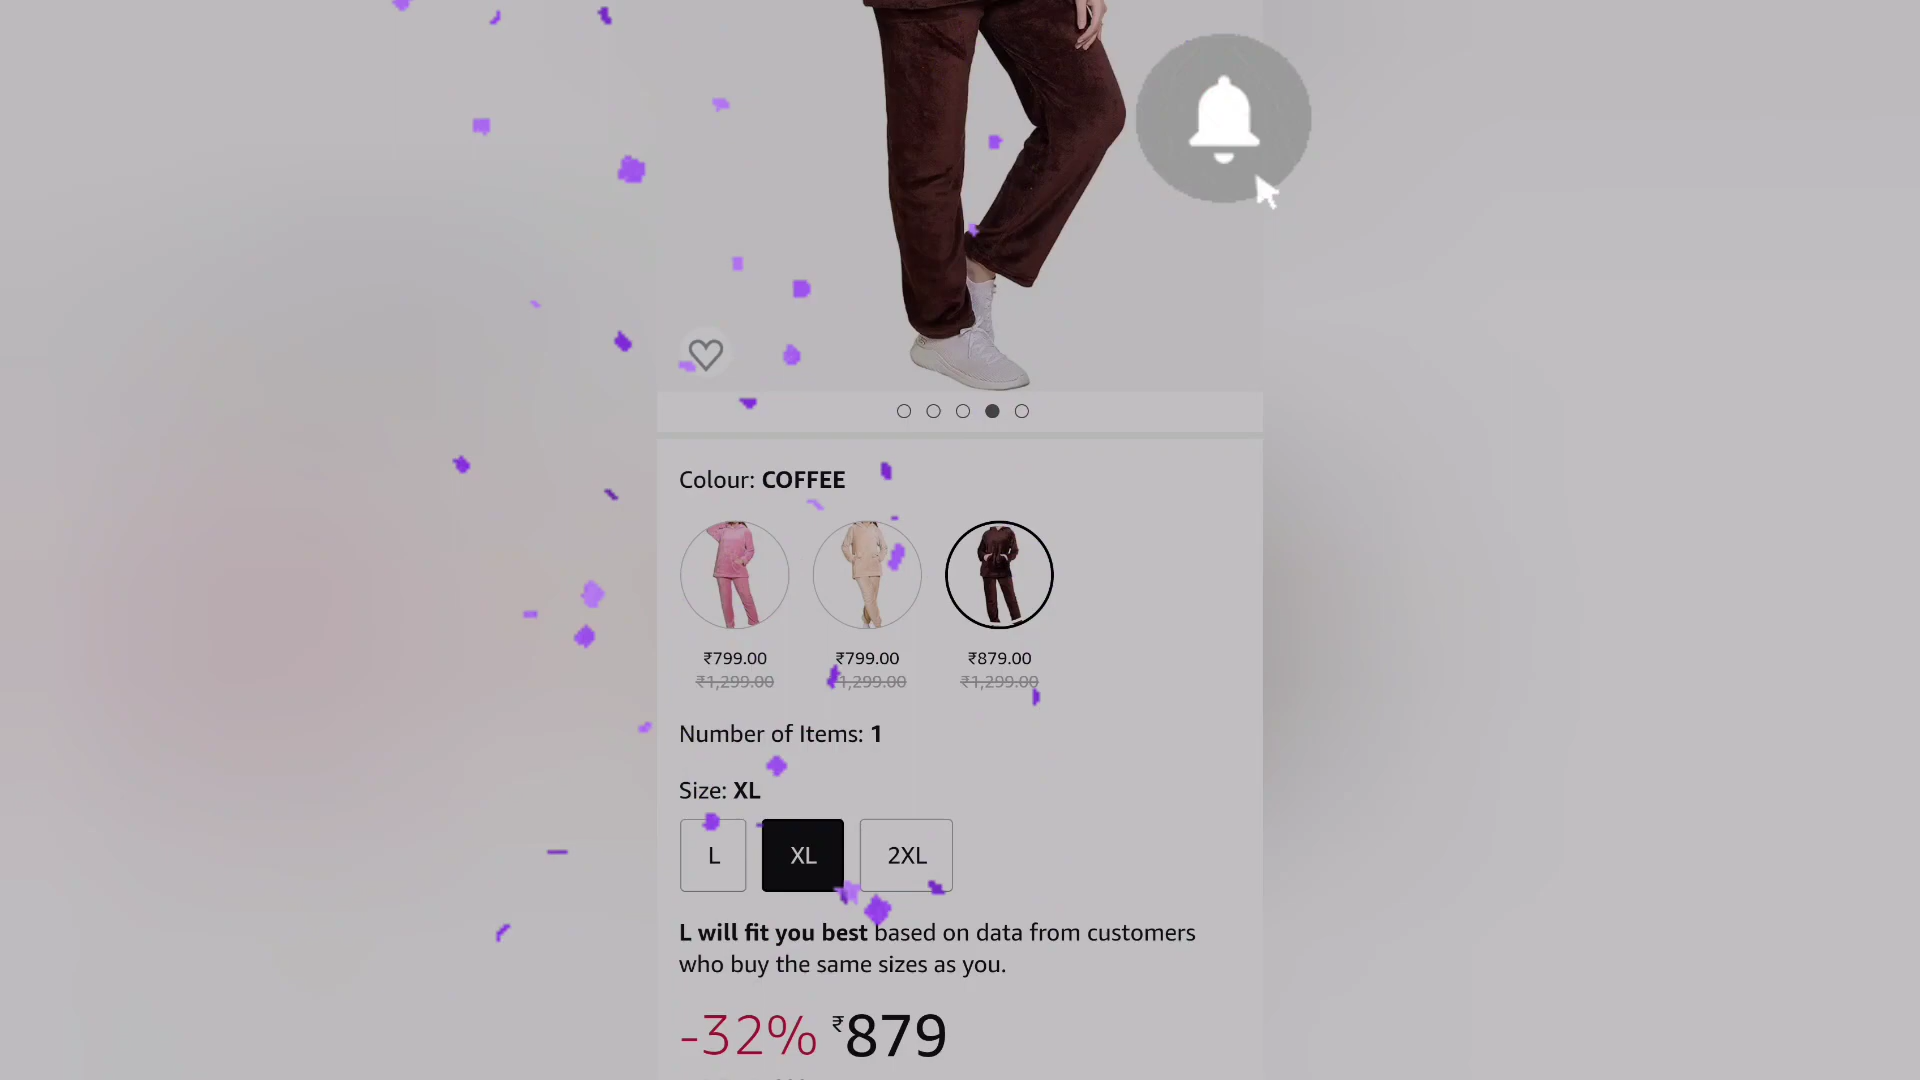 Colour: COFFEE
₹799.00 ₹799.00 ₹879.00
₹1,299.00 ₹1,299.00 ₹1,299.00
Number of Items: 1
Size: XL
L XL 2XL
L will fit you best based on data from customers
who buy the same sizes as you.
-32% ₹879